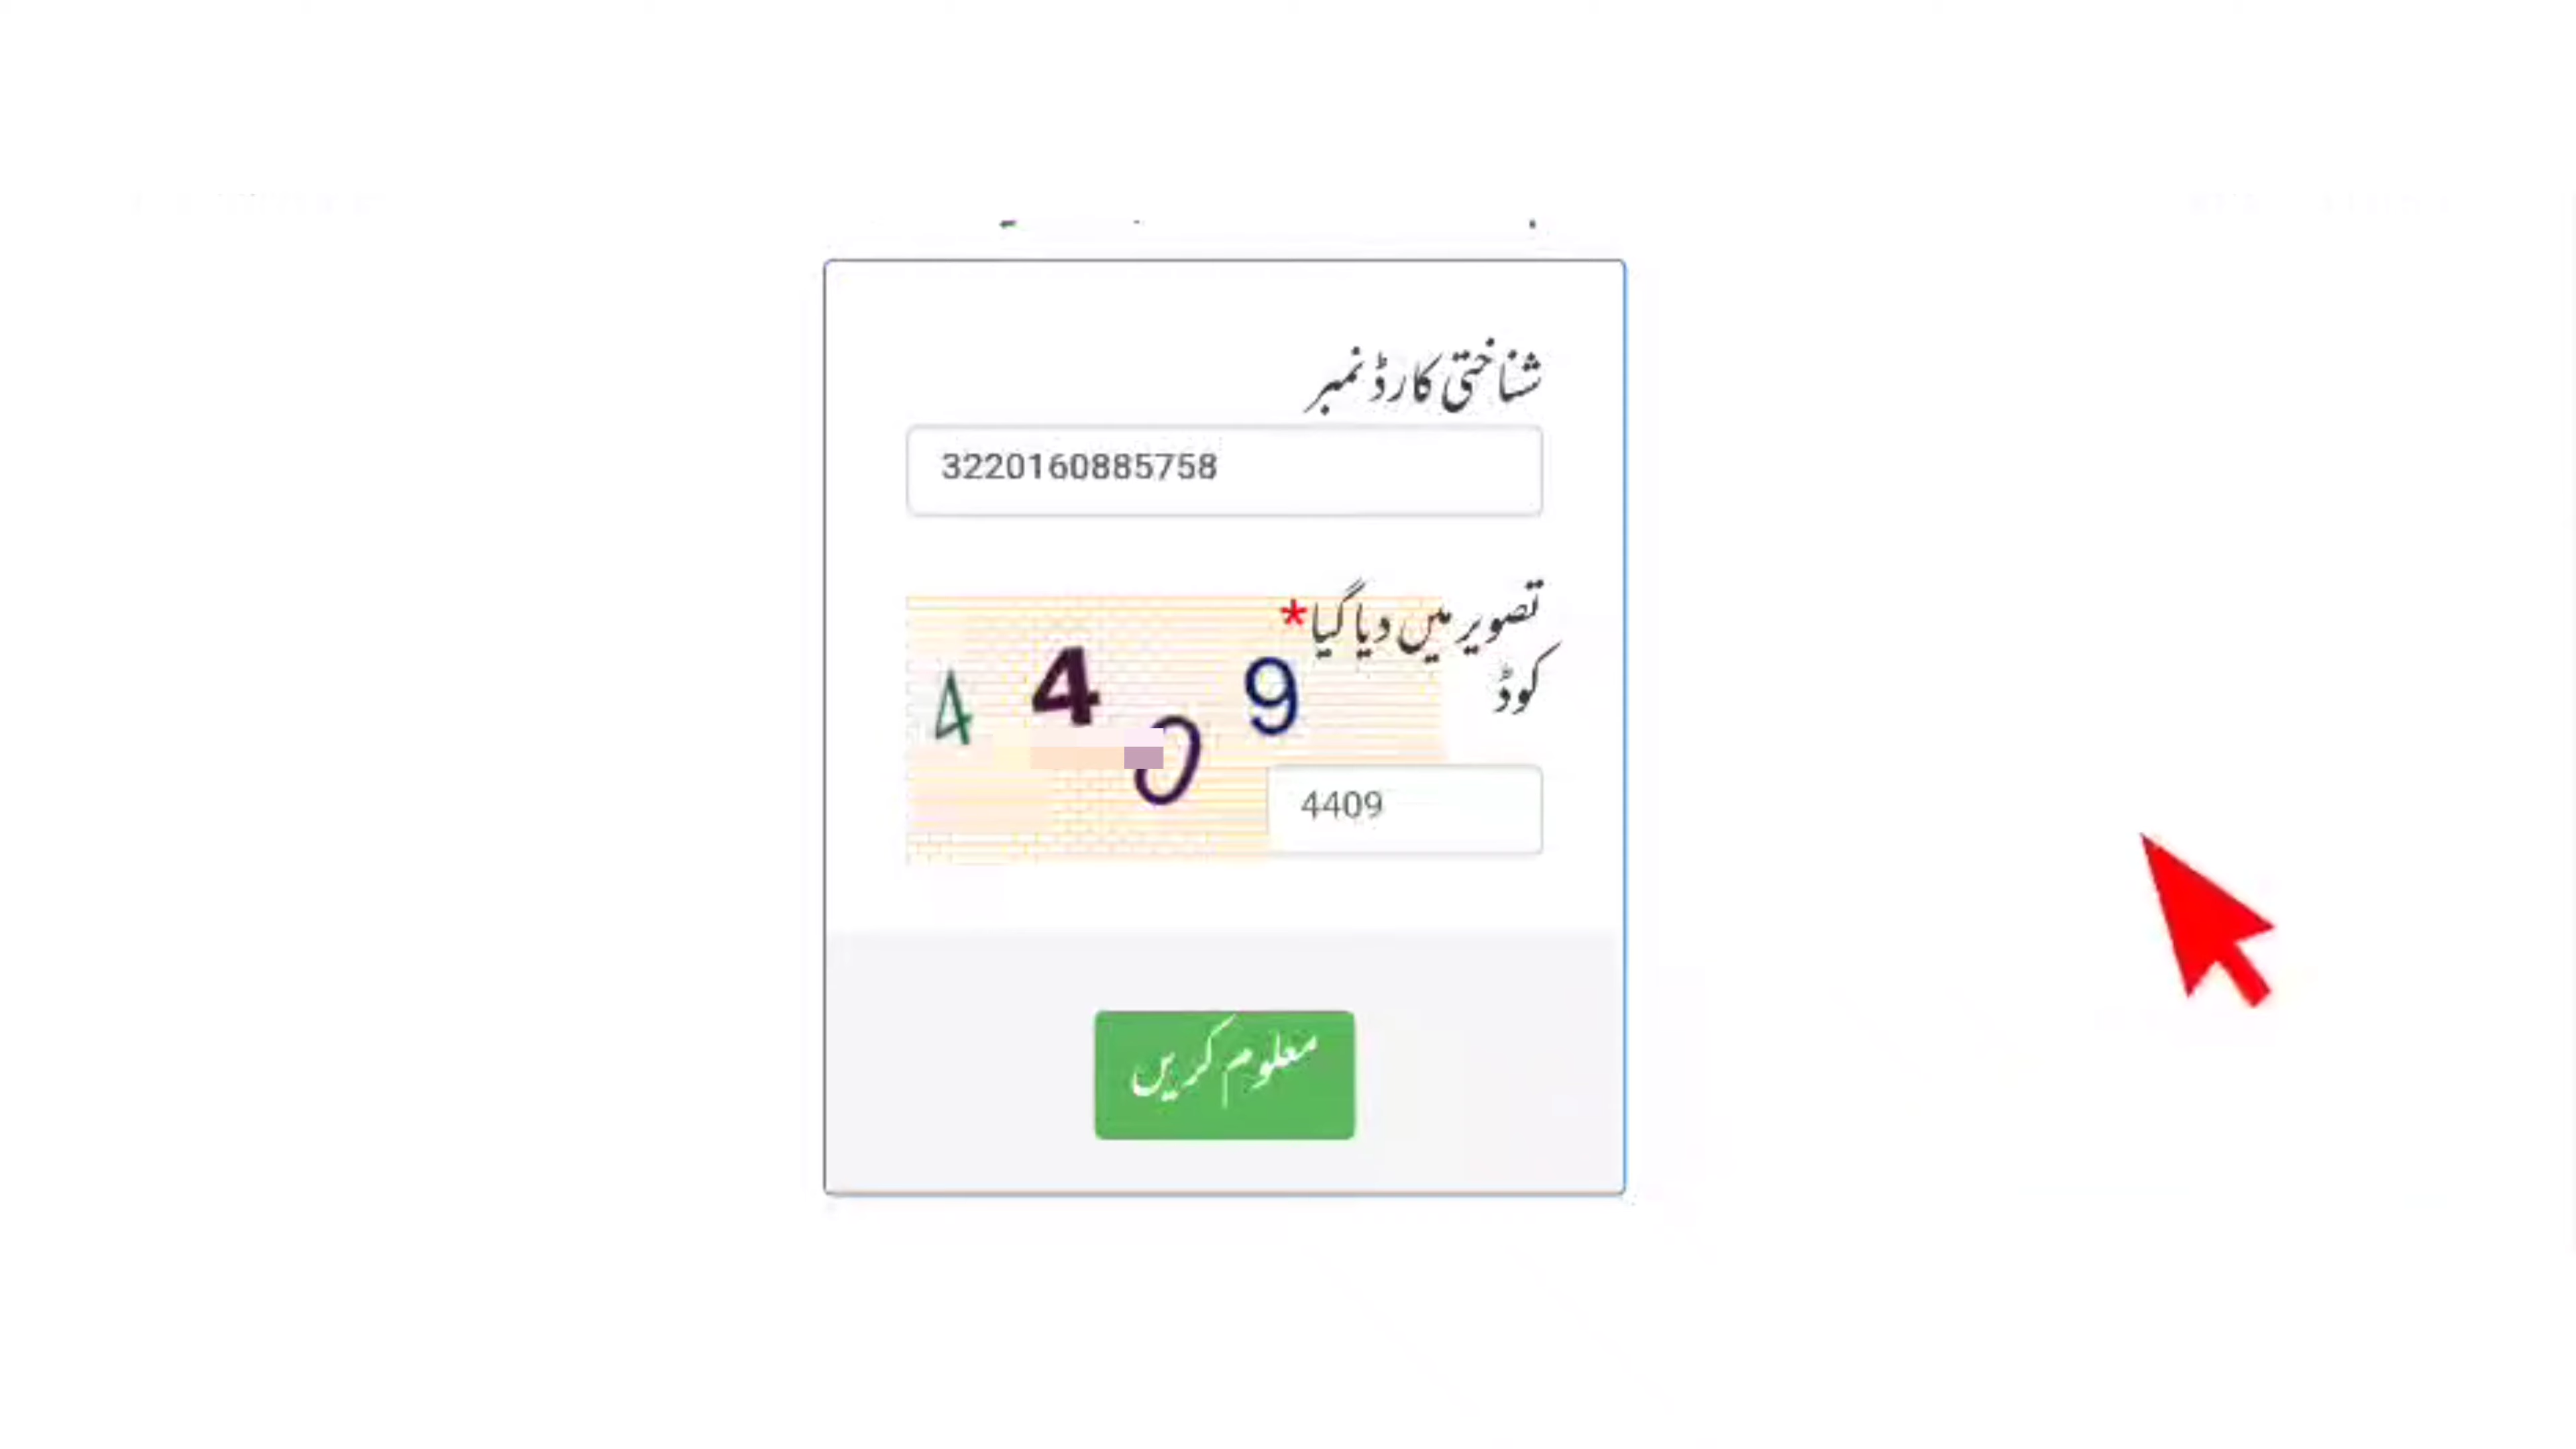 شناختی کارڈ نمبر
3220160885758
تصویر میں دیا گیا*
کوڈ
4 4 0 9
4409
معلوم کریں